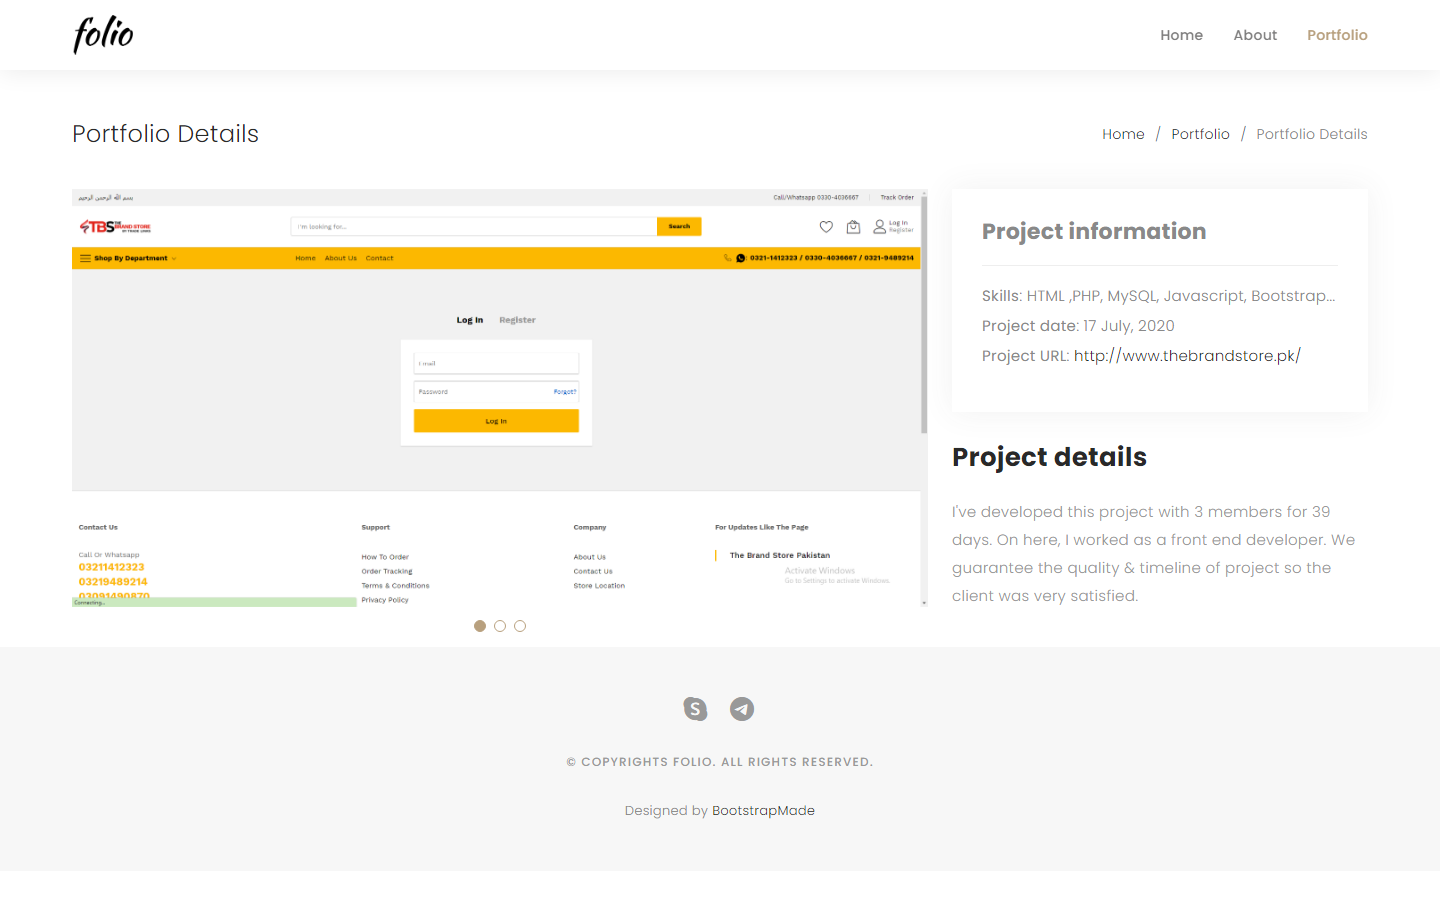 folio
Home About Portfolio
Portfolio Details
Home / Portfolio / Portfolio Details
بسم الله الرحمن الرحيم
Call/Whatsapp 0330-4036667 | Track Order
TBS THE BRAND STORE
I'm looking for...
Search
Log In
Register
Shop By Department
Home About Us Contact
0321-1412323 / 0330-4036667 / 0321-9489214
Log In Register
Email
Password Forgot?
Log In
Contact Us
Call Or Whatsapp
03211412323
03219489214
03091490870
Connecting...
Support
How To Order
Order Tracking
Terms & Conditions
Privacy Policy
Company
About Us
Contact Us
Store Location
For Updates Like The Page
The Brand Store Pakistan
Activate Windows
Go to Settings to activate Windows.
Project information
Skills: HTML ,PHP, MySQL, Javascript, Bootstrap...
Project date: 17 July, 2020
Project URL: http://www.thebrandstore.pk/
Project details
I've developed this project with 3 members for 39
days. On here, I worked as a front end developer. We
guarantee the quality & timeline of project so the
client was very satisfied.
© COPYRIGHTS FOLIO. ALL RIGHTS RESERVED.
Designed by BootstrapMade